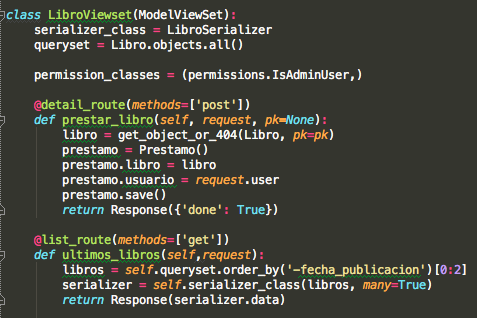 class LibroViewset(ModelViewSet):
    serializer_class = LibroSerializer
    queryset = Libro.objects.all()

    permission_classes = (permissions.IsAdminUser,)

    @detail_route(methods=['post'])
    def prestar_libro(self, request, pk=None):
        libro = get_object_or_404(Libro, pk=pk)
        prestamo = Prestamo()
        prestamo.libro = libro
        prestamo.usuario = request.user
        prestamo.save()
        return Response({'done': True})

    @list_route(methods=['get'])
    def ultimos_libros(self,request):
        libros = self.queryset.order_by('-fecha_publicacion')[0:2]
        serializer = self.serializer_class(libros, many=True)
        return Response(serializer.data)